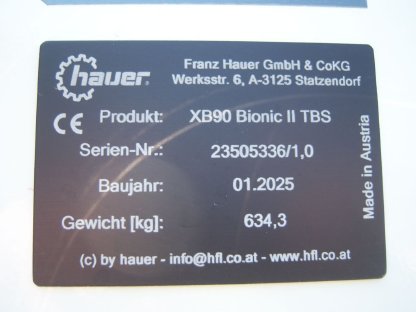 hauer
Franz Hauer GmbH & CoKG
Werksstr. 6, A-3125 Statzendorf
CE Produkt: XB90 Bionic II TBS
Serien-Nr.: 23505336/1,0
Baujahr: 01.2025
Gewicht [kg]: 634,3
Made in Austria
(c) by hauer - info@hfl.co.at - www.hfl.co.at